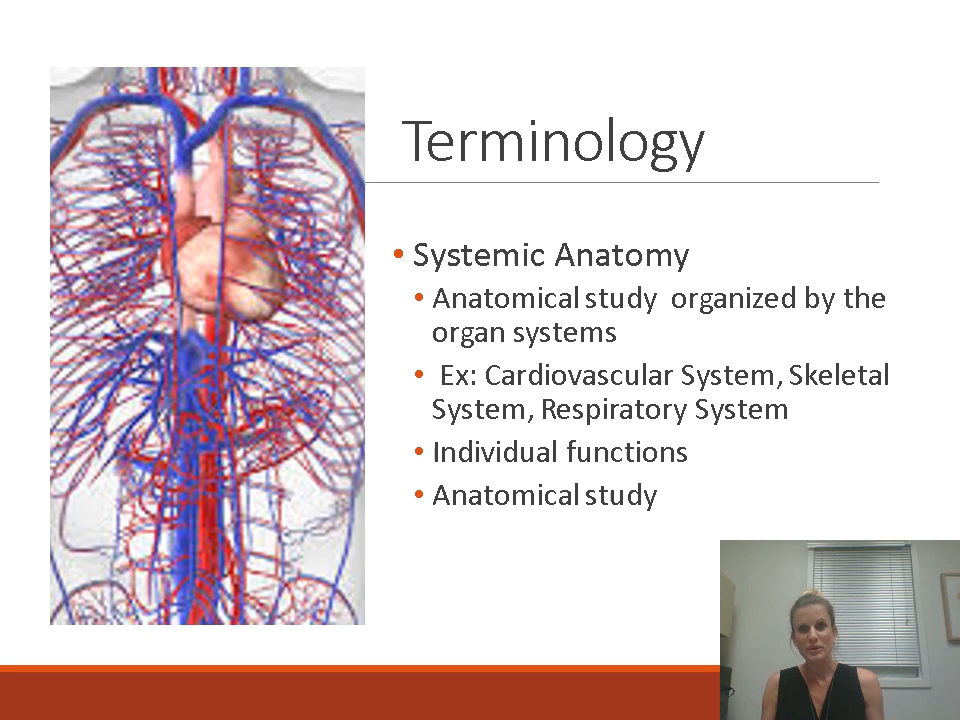 Terminology
• Systemic Anatomy
• Anatomical study organized by the
organ systems
• Ex: Cardiovascular System, Skeletal
System, Respiratory System
• Individual functions
• Anatomical study